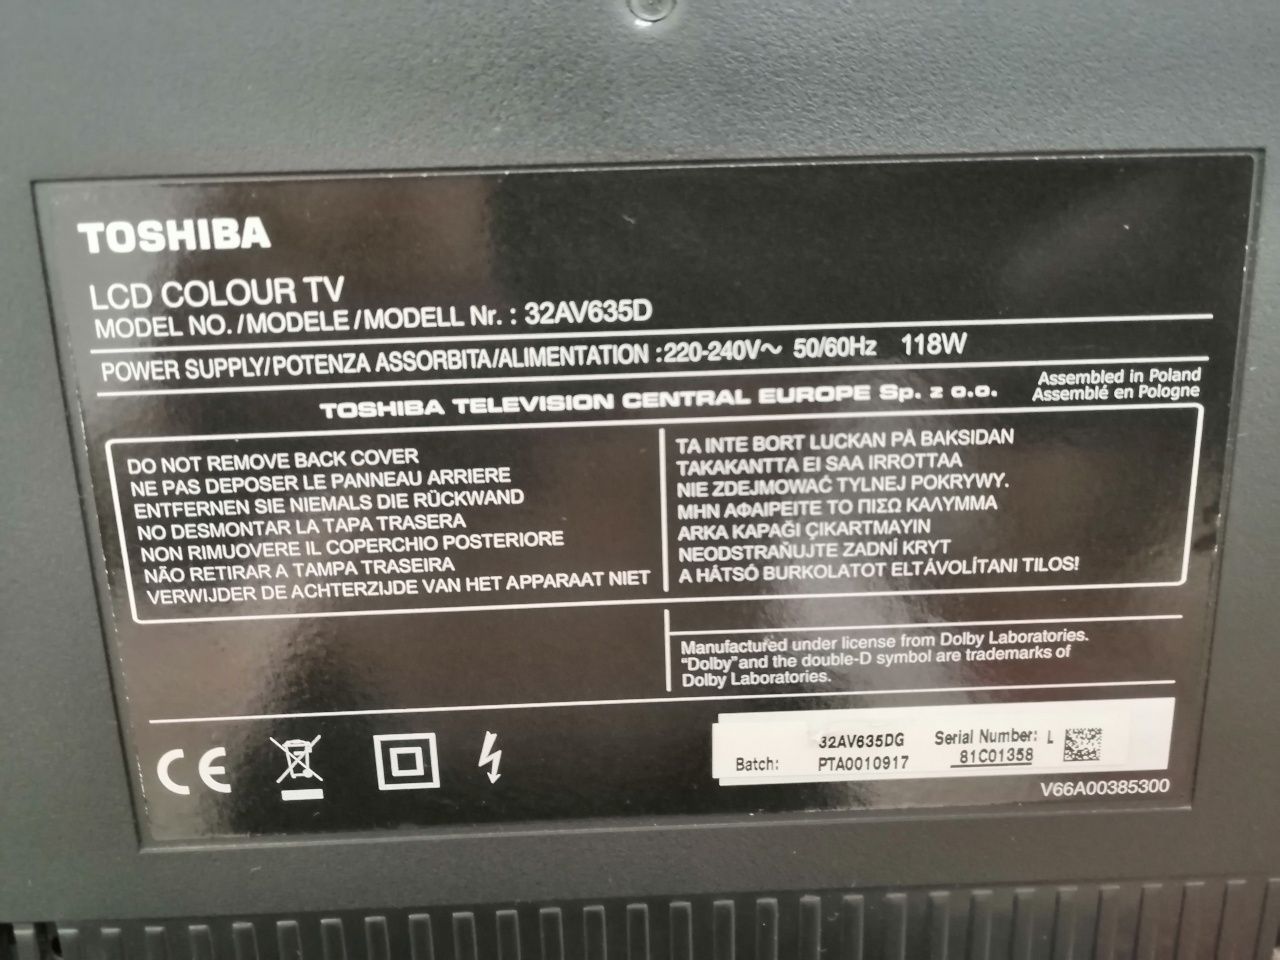 TOSHIBA
LCD COLOUR TV
MODEL NO./MODELE/MODELL Nr. : 32AV635D
POWER SUPPLY/POTENZA ASSORBITA/ALIMENTATION :220-240V~ 50/60Hz 118W
TOSHIBA TELEVISION CENTRAL EUROPE Sp. z o.o.
Assembled in Poland
Assemblé en Pologne
DO NOT REMOVE BACK COVER
NE PAS DEPOSER LE PANNEAU ARRIERE
ENTFERNEN SIE NIEMALS DIE RÜCKWAND
NO DESMONTAR LA TAPA TRASERA
NON RIMUOVERE IL COPERCHIO POSTERIORE
NÃO RETIRAR A TAMPA TRASEIRA
VERWIJDER DE ACHTERZIJDE VAN HET APPARAAT NIET
TA INTE BORT LUCKAN PÅ BAKSIDAN
TAKAKANTTA EI SAA IRROTTAA
NIE ZDEJMOWAĆ TYLNEJ POKRYWY.
ΜΗΝ ΑΦΑΙΡΕΙΤΕ ΤΟ ΠΙΣΩ ΚΑΛΥΜΜΑ
ARKA KAPAĞI ÇIKARTMAYIN
NEODSTRAŇUJTE ZADNÍ KRYT
A HÁTSÓ BURKOLATOT ELTÁVOLÍTANI TILOS!
Manufactured under license from Dolby Laboratories.
"Dolby"and the double-D symbol are trademarks of
Dolby Laboratories.
CE
32AV635DG
Batch: PTA0010917
Serial Number: L
81C01358
V66A00385300